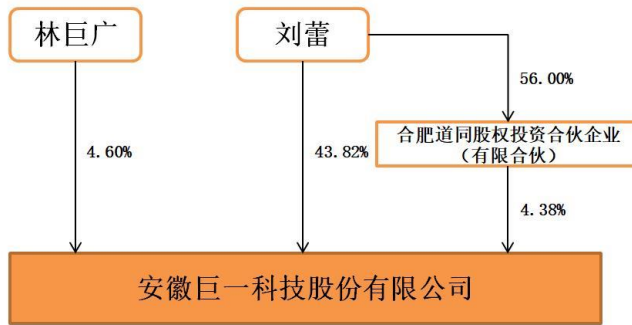 林巨广
刘蕾
56.00%
合肥道同股权投资合伙企业
（有限合伙）
4.60%
43.82%
4.38%
安徽巨一科技股份有限公司